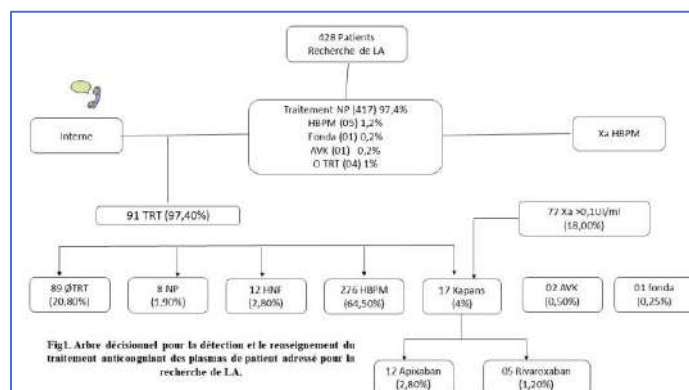 428 Patients
Recherche de LA
Traitement NP (417) 97,4%
HBPM (05) 1,2%
Fonda (01) 0,2%
AVK (01) 0,2%
O TRT (04) 1%
Interne
Xa HBPM
91 TRT (97,40%)
77 Xa >0,1UI/ml
(18,00%)
89 ØTRT
(20,80%)
8 NP
(1,90%)
12 HNF
(2,80%)
276 HBPM
(64,50%)
17 Xapans
(4%)
02 AVK
(0,50%)
01 fonda
(0,25%)
Fig1. Arbre décisionnel pour la détection et le renseignement du
traitement anticoagulant des plasmas de patient adressé pour la
recherche de LA.
12 Apixaban
(2,80%)
05 Rivaroxaban
(1,20%)